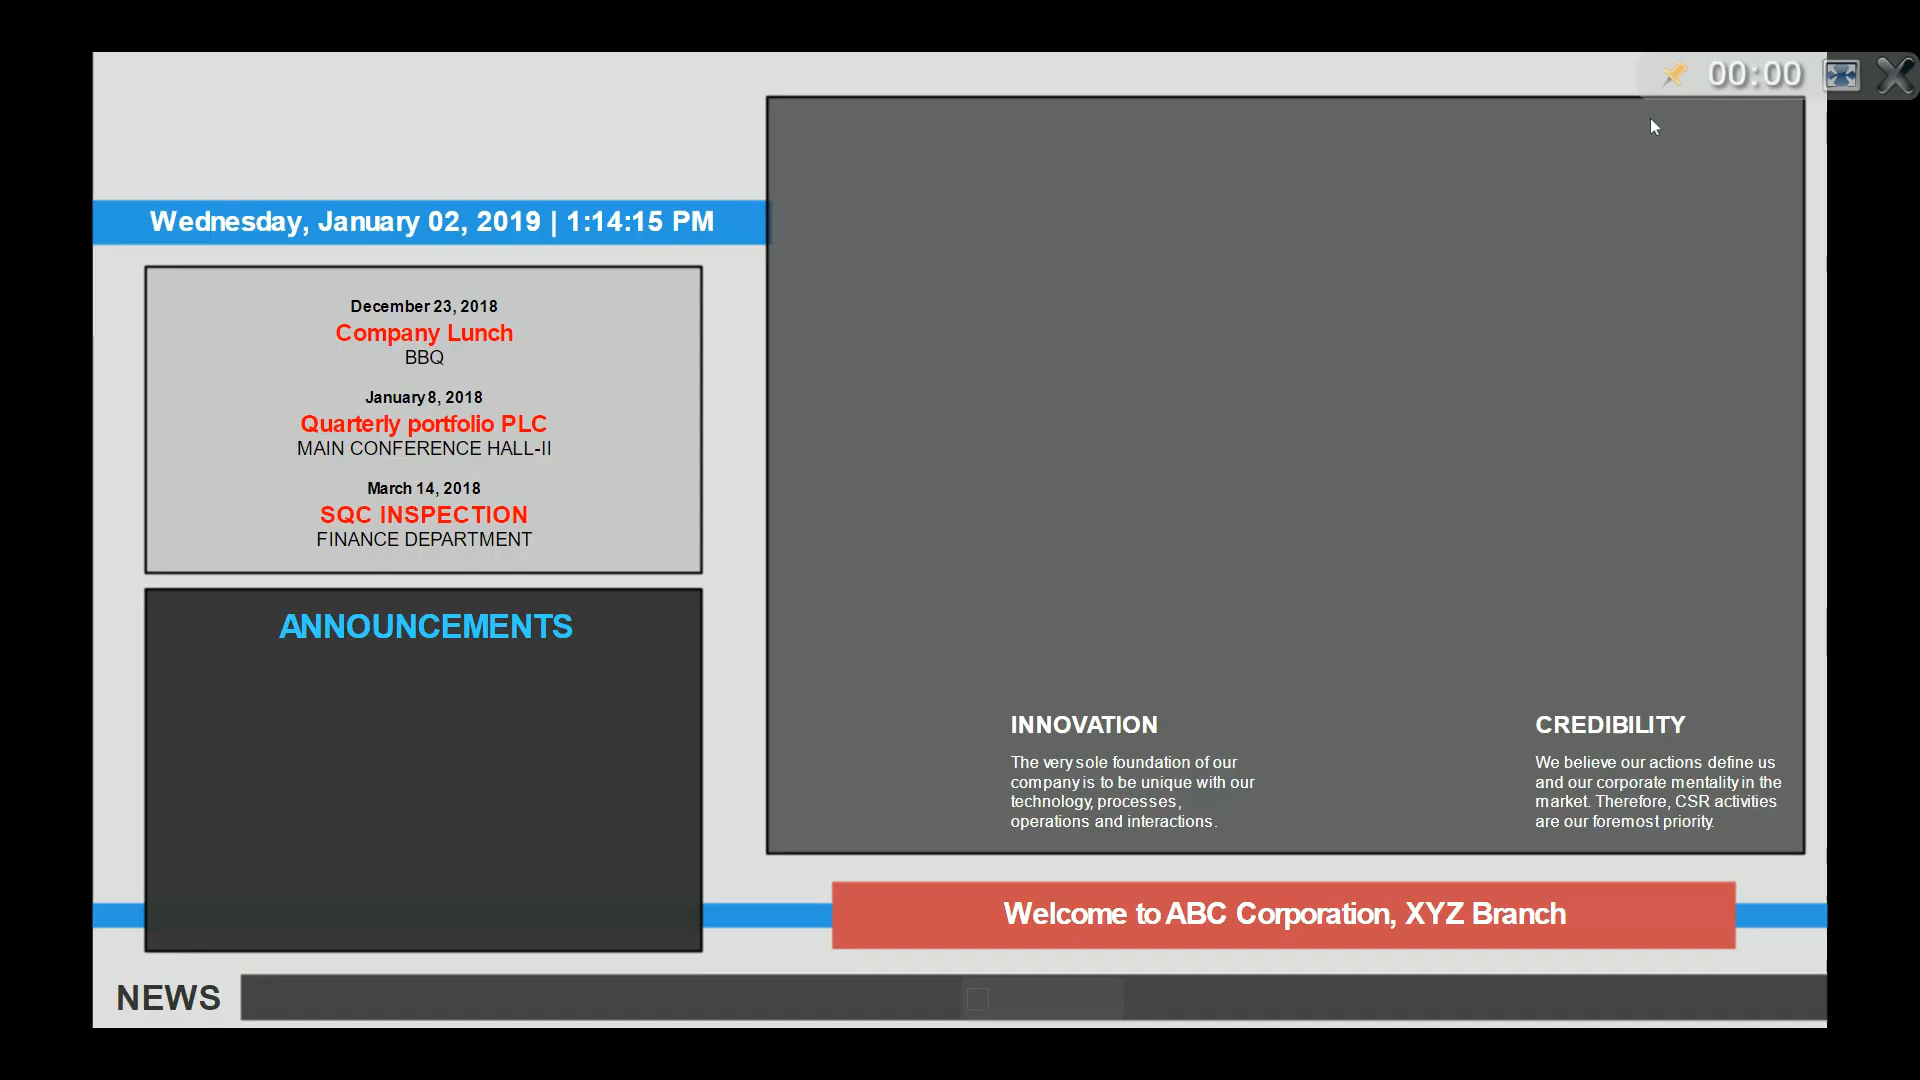 00:00
Wednesday, January 02, 2019 | 1:14:15 PM
December 23, 2018
Company Lunch
BBQ
January 8, 2018
Quarterly portfolio PLC
MAIN CONFERENCE HALL-II
March 14, 2018
SQC INSPECTION
FINANCE DEPARTMENT
ANNOUNCEMENTS
INNOVATION
The very sole foundation of our
company is to be unique with our
technology, processes,
operations and interactions.
CREDIBILITY
We believe our actions define us
and our corporate mentality in the
market. Therefore, CSR activities
are our foremost priority.
Welcome to ABC Corporation, XYZ Branch
NEWS